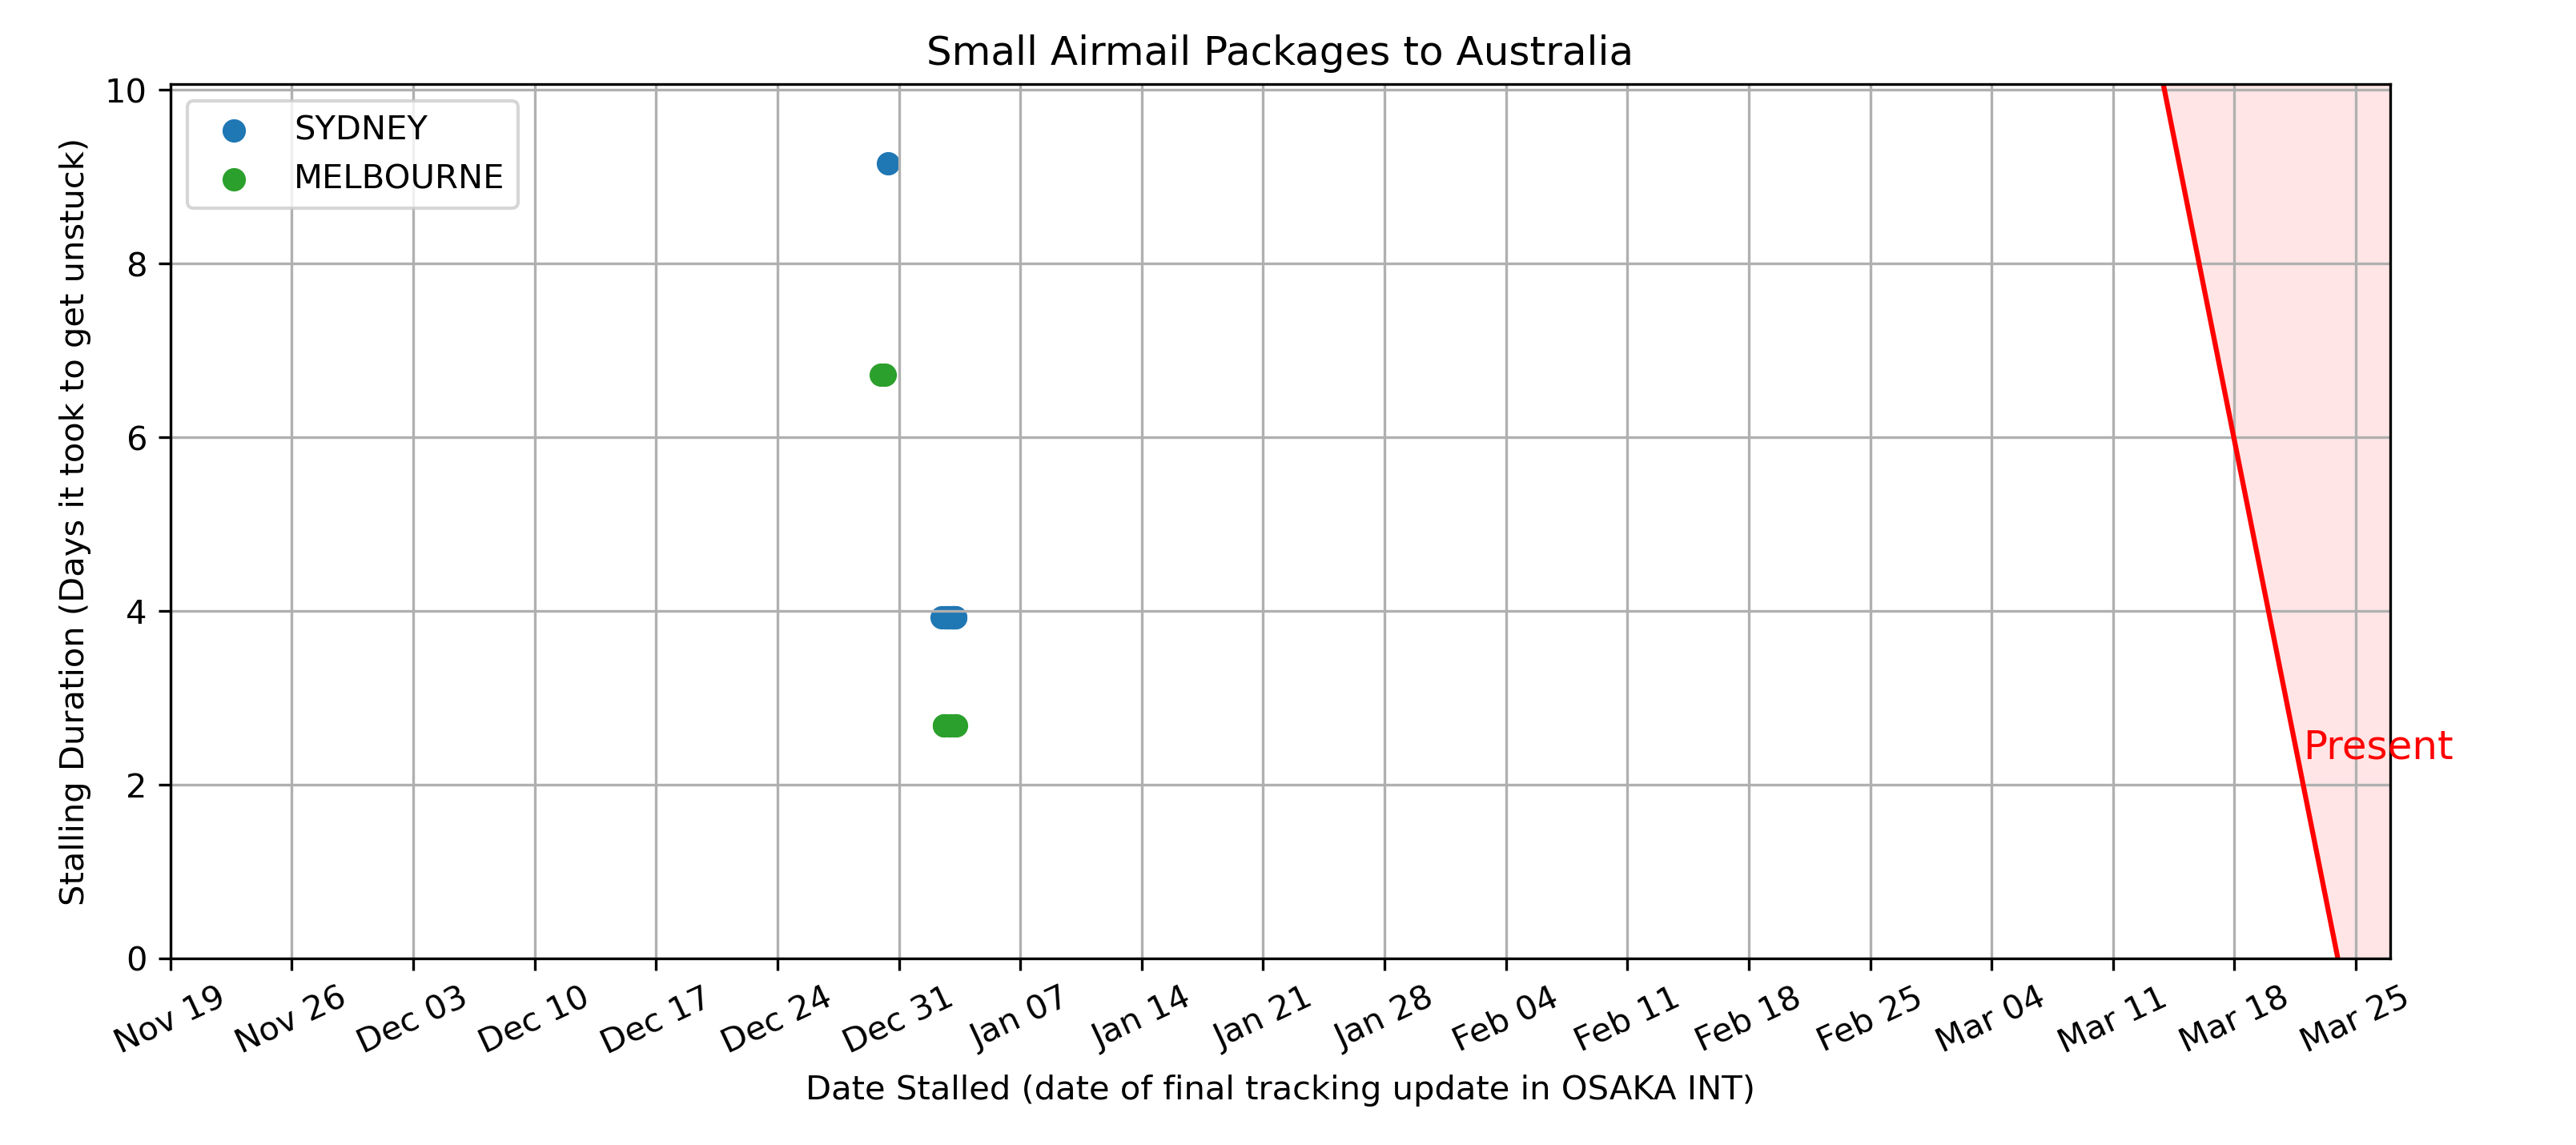 Small Airmail Packages to Australia
SYDNEY
MELBOURNE
Stalling Duration (Days it took to get unstuck)
10
8
6
4
2
0
Present
Nov 19
Nov 26
Dec 03
Dec 10
Dec 17
Dec 24
Dec 31
Jan 07
Jan 14
Jan 21
Jan 28
Feb 04
Feb 11
Feb 18
Feb 25
Mar 04
Mar 11
Mar 18
Mar 25
Date Stalled (date of final tracking update in OSAKA INT)